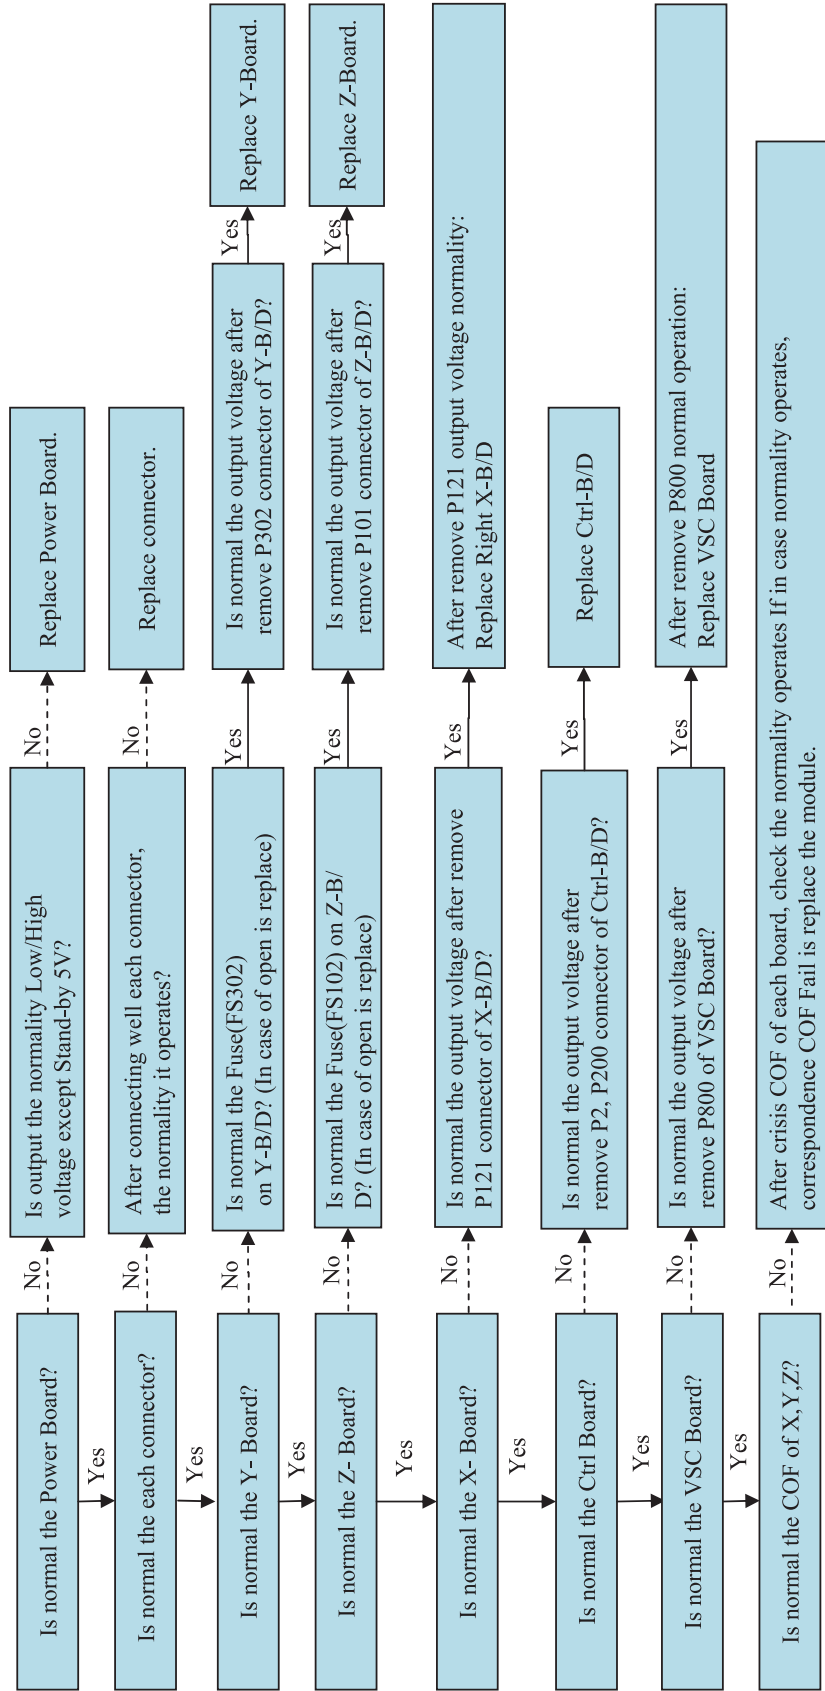 Is normal the Power Board?
No
Is output the normality Low/High
voltage except Stand-by 5V?
No
Replace Power Board.
Yes
Is normal the each connector?
No
After connecting well each connector,
the normality it operates?
No
Replace connector.
Yes
Is normal the Y- Board?
No
Is normal the Fuse(FS302)
on Y-B/D? (In case of open is replace)
Yes
Is normal the output voltage after
remove P302 connector of Y-B/D?
Yes
Replace Y-Board.
Yes
Is normal the Z- Board?
No
Is normal the Fuse(FS102) on Z-B/
D? (In case of open is replace)
Yes
Is normal the output voltage after
remove P101 connector of Z-B/D?
Yes
Replace Z-Board.
Yes
Is normal the X- Board?
No
Is normal the output voltage after remove
P121 connector of X-B/D?
Yes
After remove P121 output voltage normality:
Replace Right X-B/D
Yes
Is normal the Ctrl Board?
No
Is normal the output voltage after
remove P2, P200 connector of Ctrl-B/D?
Yes
Replace Ctrl-B/D
Yes
Is normal the VSC Board?
No
Is normal the output voltage after
remove P800 of VSC Board?
Yes
After remove P800 normal operation:
Replace VSC Board
Yes
Is normal the COF of X,Y,Z?
No
After crisis COF of each board, check the normality operates If in case normality operates,
correspondence COF Fail is replace the module.